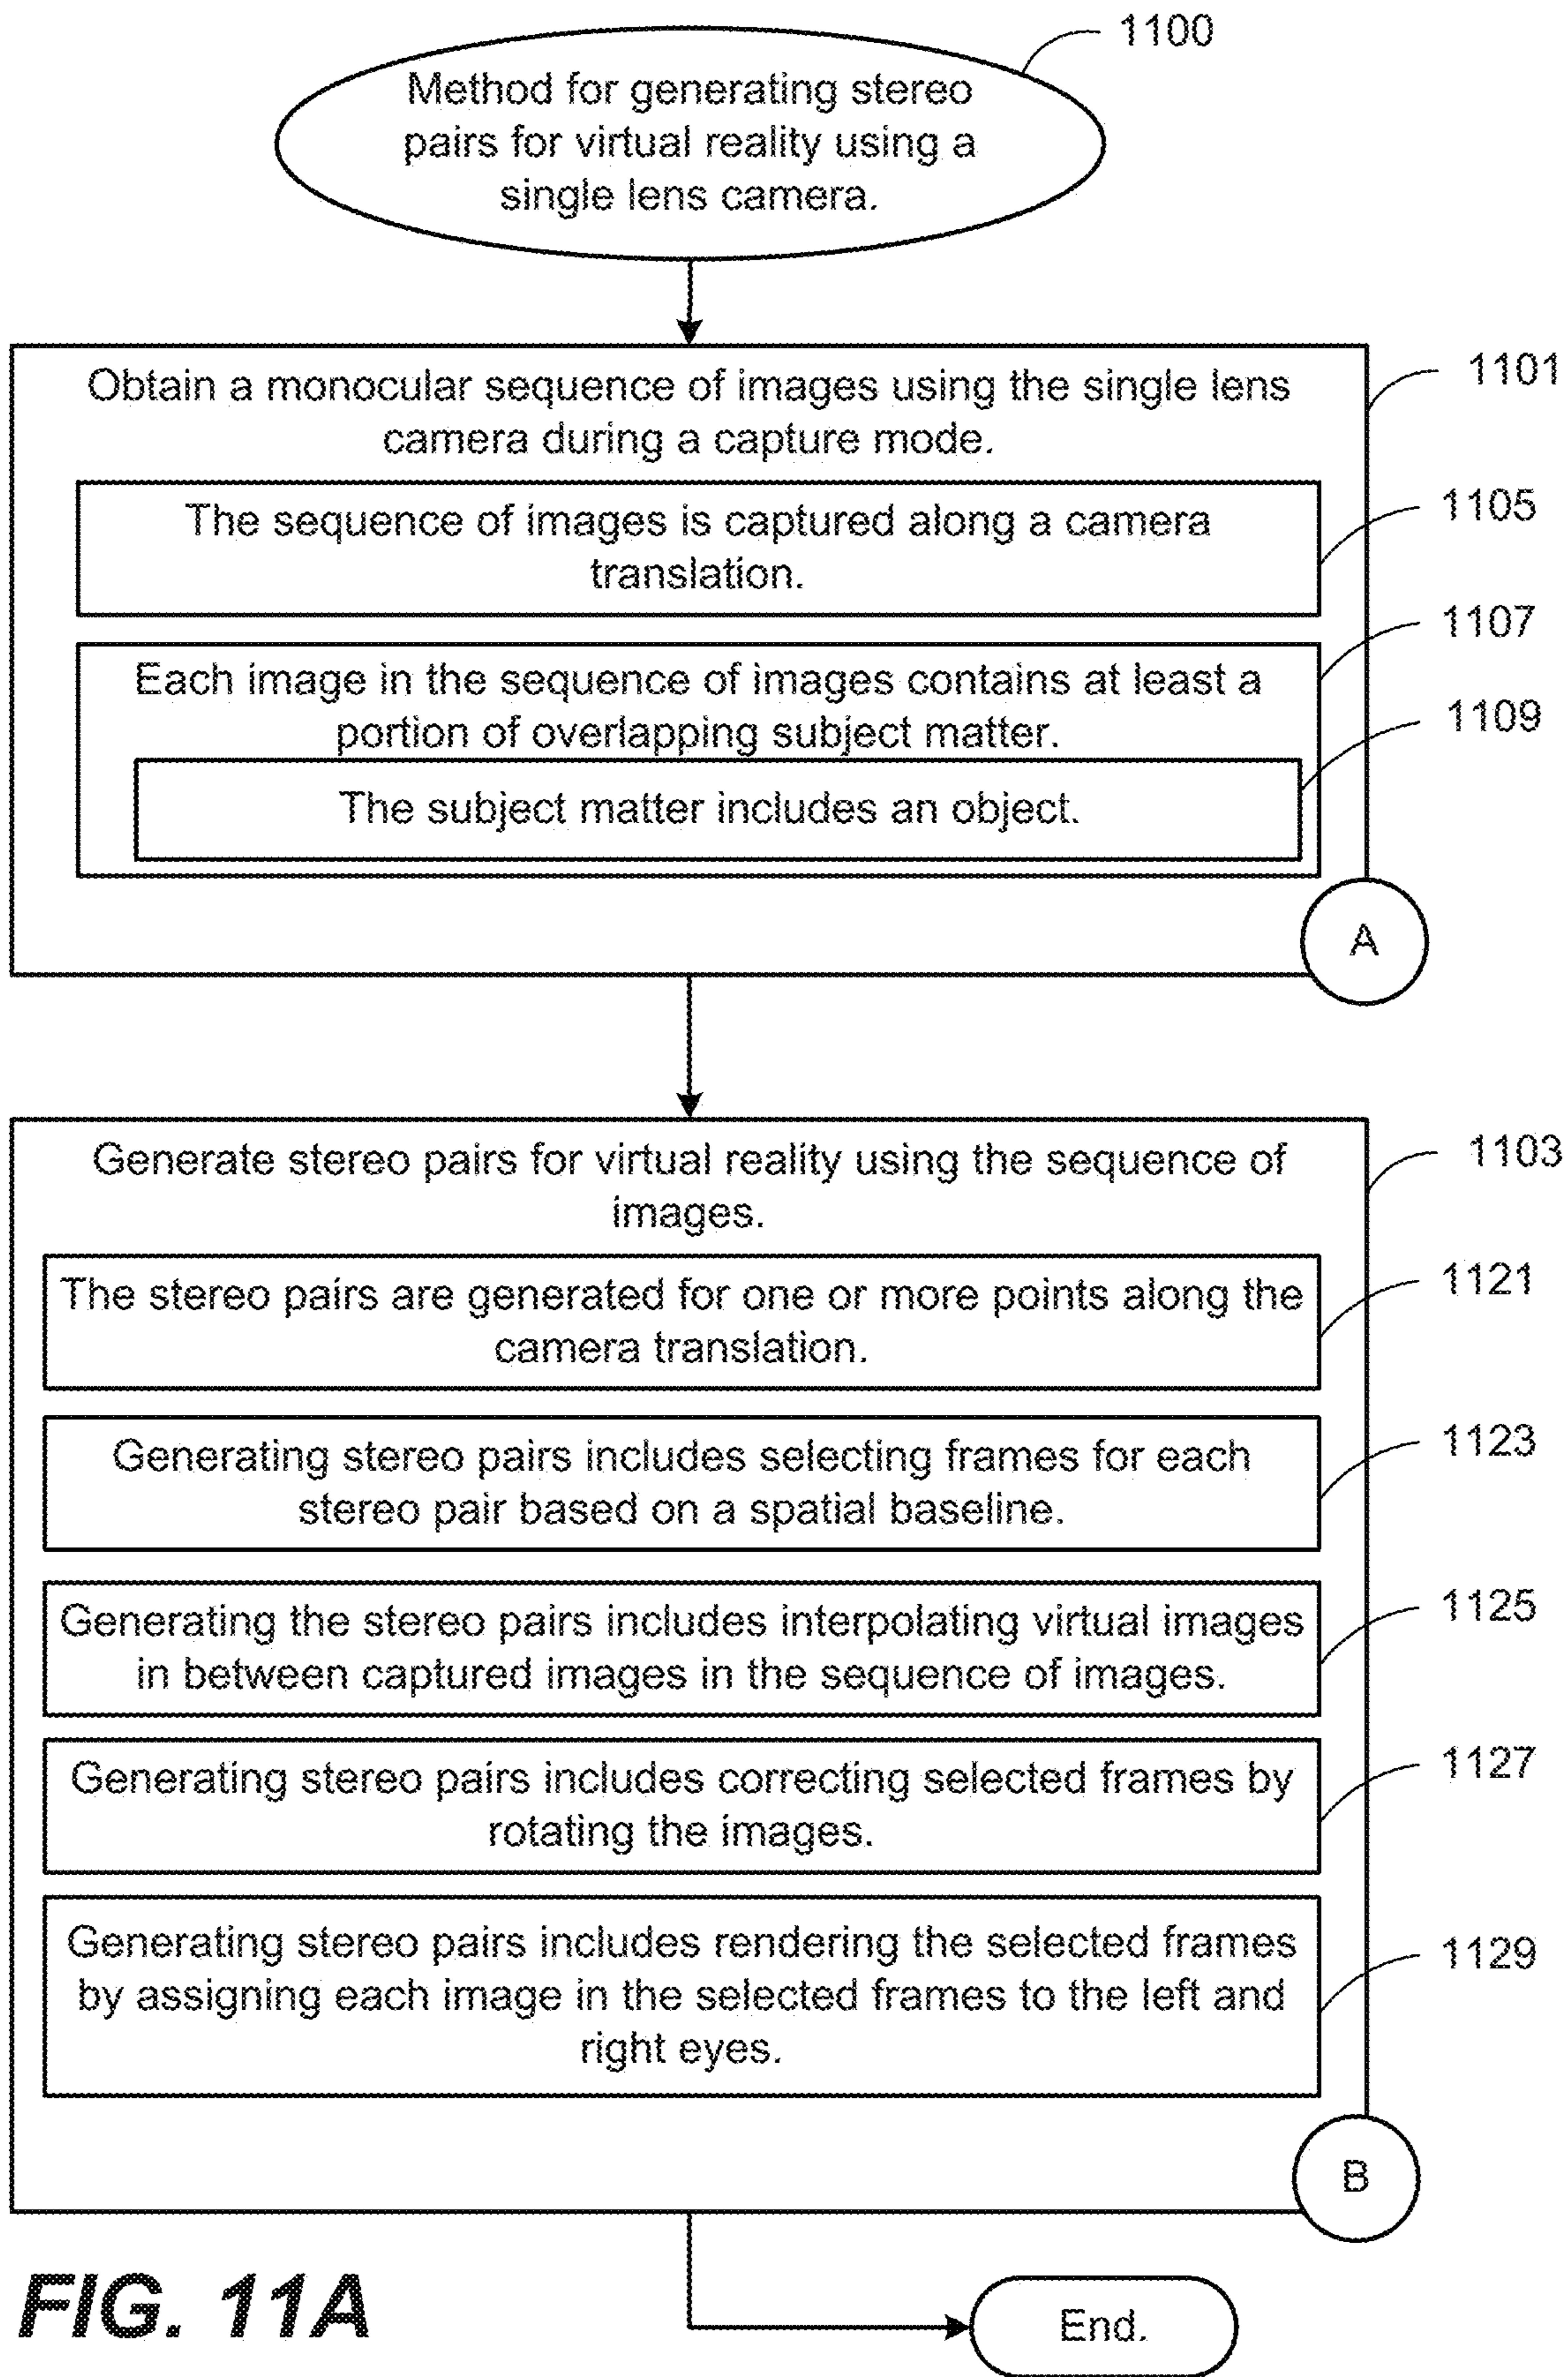 1100
Method for generating stereo
pairs for virtual reality using a
single lens camera.
1101
Obtain a monocular sequence of images using the single lens
camera during a capture mode.
1105
The sequence of images is captured along a camera
translation.
1107
Each image in the sequence of images contains at least a
portion of overlapping subject matter.
1109
The subject matter includes an object.
A
1103
Generate stereo pairs for virtual reality using the sequence of
images.
1121
The stereo pairs are generated for one or more points along the
camera translation.
1123
Generating stereo pairs includes selecting frames for each
stereo pair based on a spatial baseline.
1125
Generating the stereo pairs includes interpolating virtual images
in between captured images in the sequence of images.
1127
Generating stereo pairs includes correcting selected frames by
rotating the images.
1129
Generating stereo pairs includes rendering the selected frames
by assigning each image in the selected frames to the left and
right eyes.
B
End.
FIG. 11A